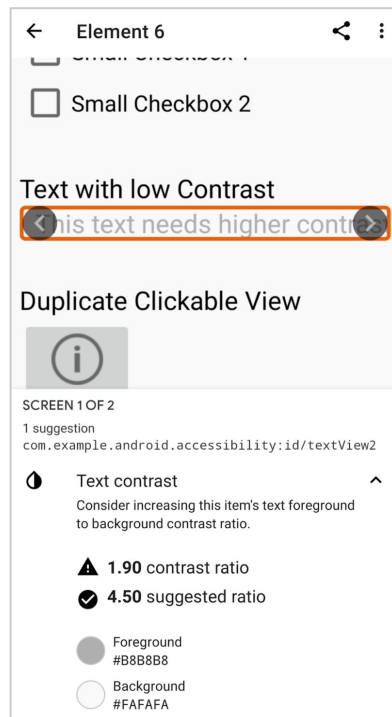 Element 6
Small Checkbox 2
Text with low Contrast
This text needs higher contrast
Duplicate Clickable View
SCREEN 1 OF 2
1 suggestion
com.example.android.accessibility:id/textView2
Text contrast
Consider increasing this item's text foreground
to background contrast ratio.
1.90 contrast ratio
4.50 suggested ratio
Foreground
#B8B8B8
Background
#FAFAFA